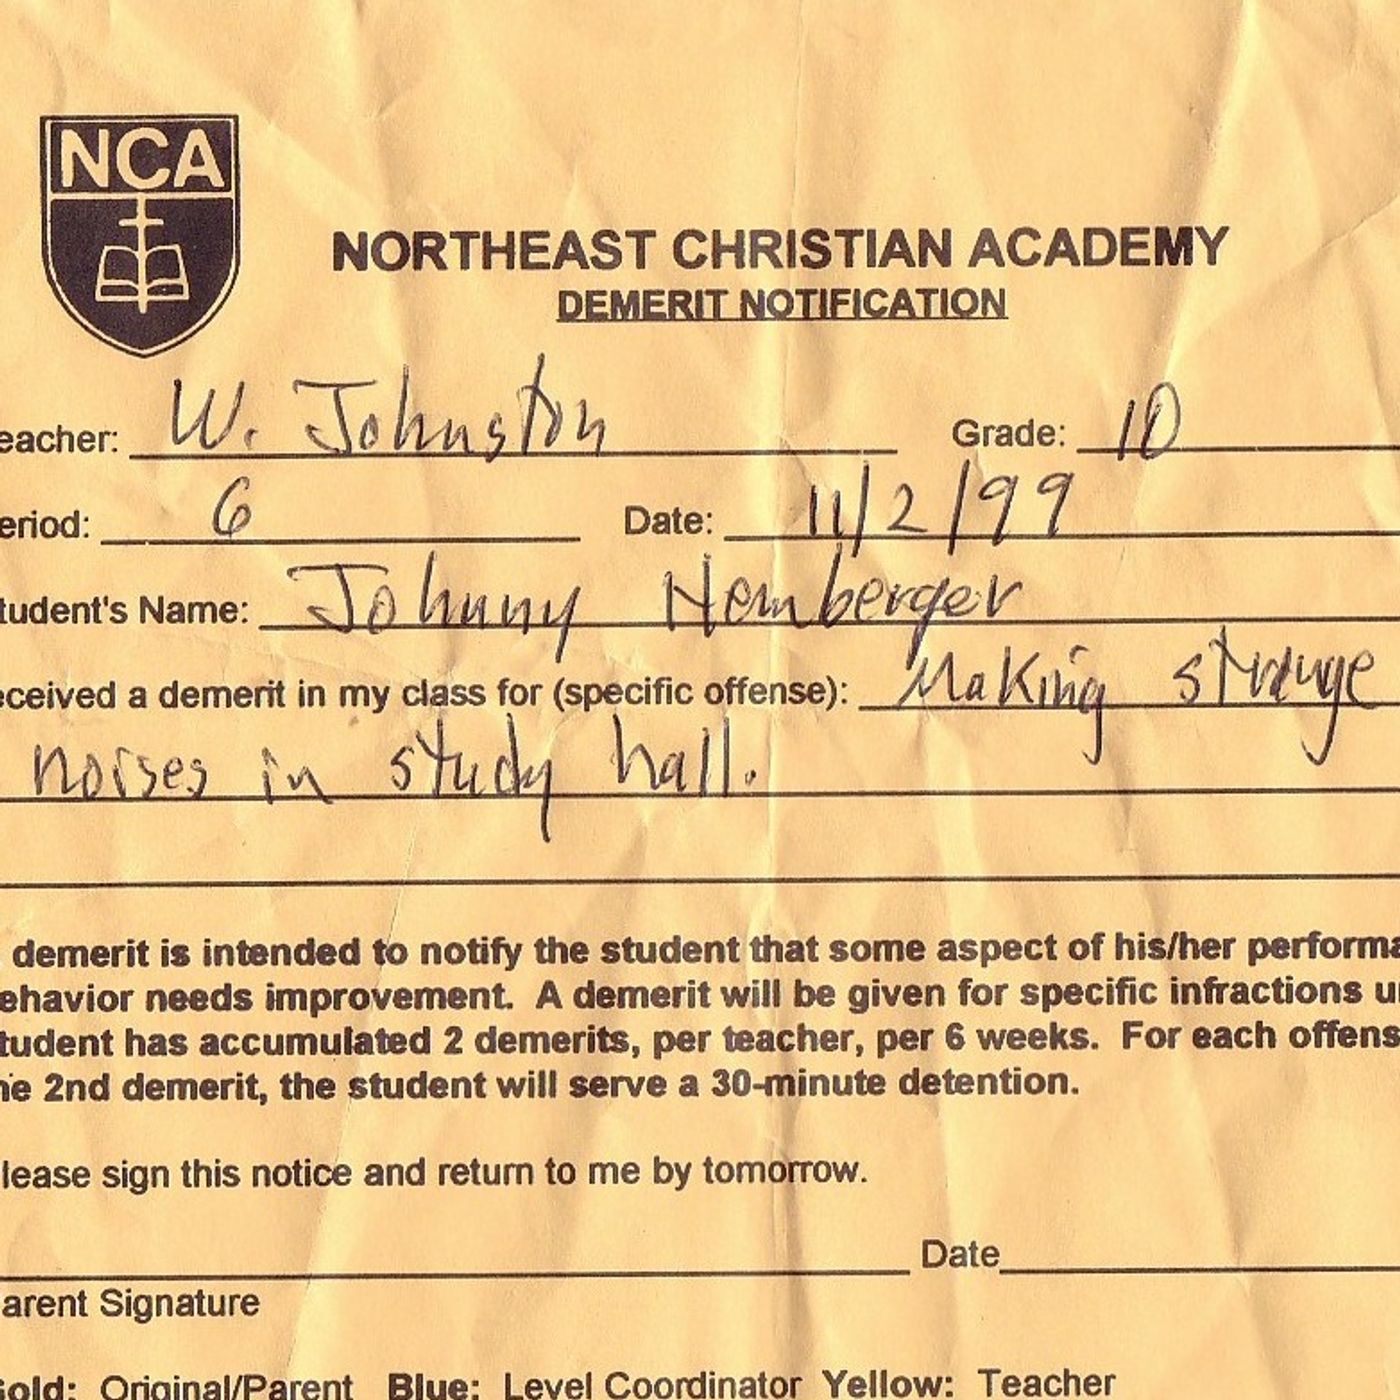 NCA
NORTHEAST CHRISTIAN ACADEMY
DEMERIT NOTIFICATION
eacher: W. Johnston Grade: 10
eriod: 6 Date: 11/2/99
tudent's Name: Johnny Nemberger
eceived a demerit in my class for (specific offense): Making strange
noises in study hall.
demerit is intended to notify the student that some aspect of his/her performa
ehavior needs improvement. A demerit will be given for specific infractions u
tudent has accumulated 2 demerits, per teacher, per 6 weeks. For each offens
he 2nd demerit, the student will serve a 30-minute detention.
lease sign this notice and return to me by tomorrow.
Date
arent Signature
Gold: Original/Parent Blue: Level Coordinator Yellow: Teacher